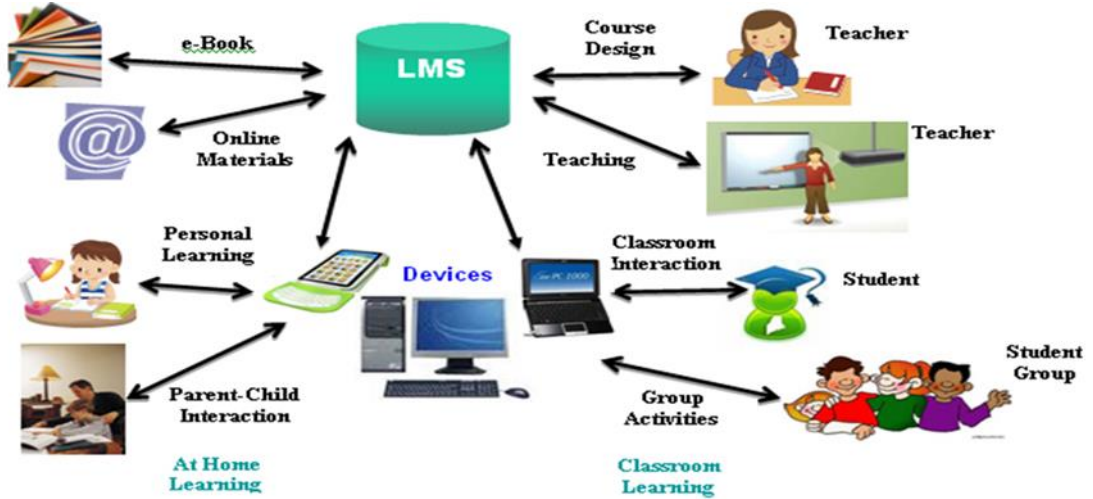 e-Book
LMS
Course
Design
Teacher
Online
Materials
Teaching
Teacher
Personal
Learning
Devices
Classroom
Interaction
Student
Parent-Child
Interaction
Group
Activities
Student
Group
At Home
Learning
Classroom
Learning